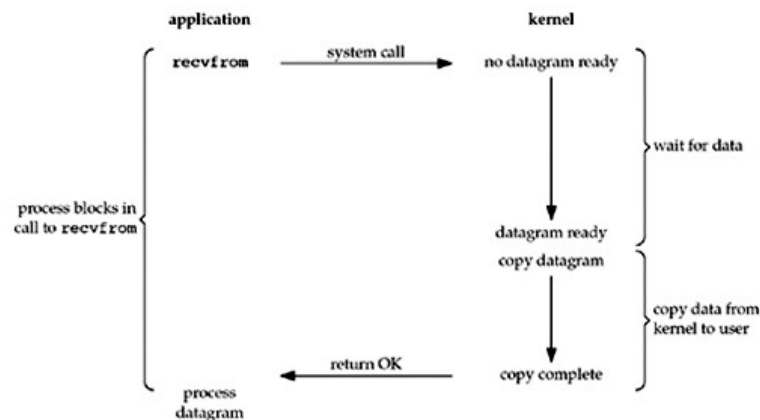 application
kernel
recvfrom
system call
no datagram ready
wait for data
process blocks in
call to recvfrom
datagram ready
copy datagram
copy data from
kernel to user
return OK
copy complete
process
datagram